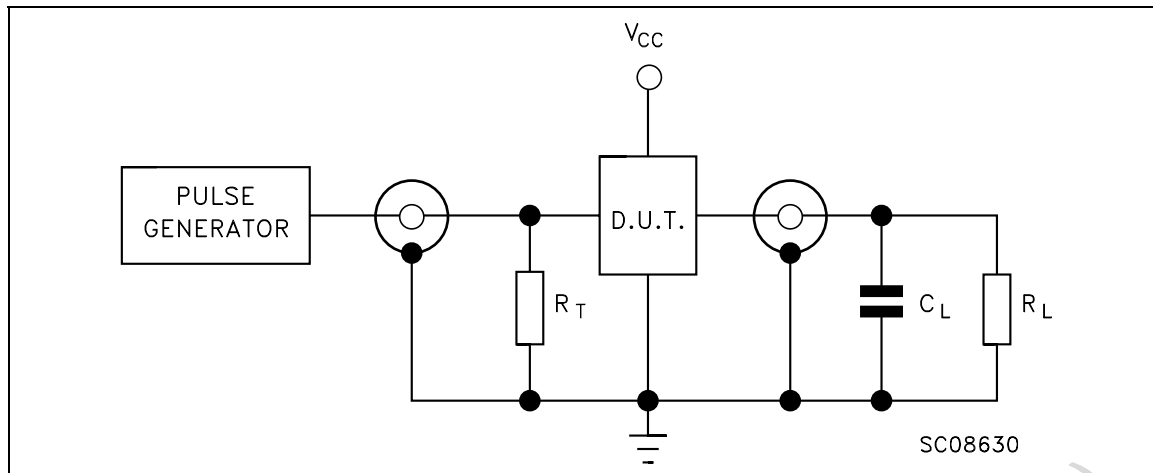 VCC
PULSE
GENERATOR
D.U.T.
RT
CL
RL
SC08630